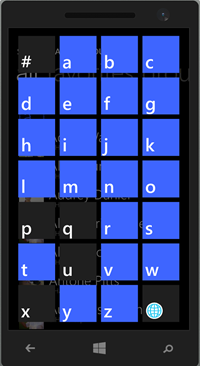 # a b c
d e f g
h i j k
l m n o
p q r s
t u v w
x y z